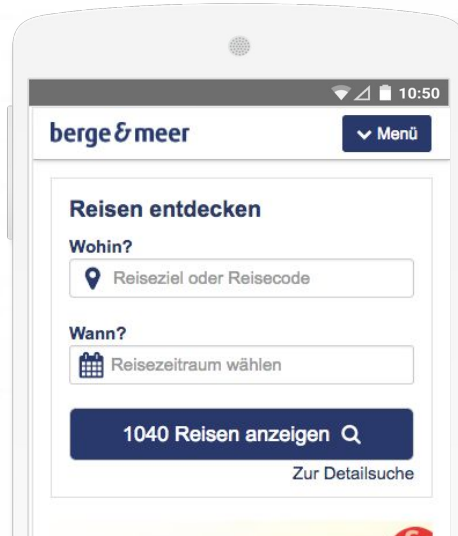 10:50
berge&meer
Menü
Reisen entdecken
Wohin?
Reiseziel oder Reisecode
Wann?
Reisezeitraum wählen
1040 Reisen anzeigen
Zur Detailsuche